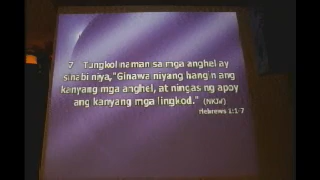 7 Tungkol naman sa mga anghel ay
sinabi niya, "Ginawa niyang hangin ang
kanyang mga anghel, at ningas ng apoy
ang kanyang mga lingkod." (NKJV)
Hebrews 1:1-7